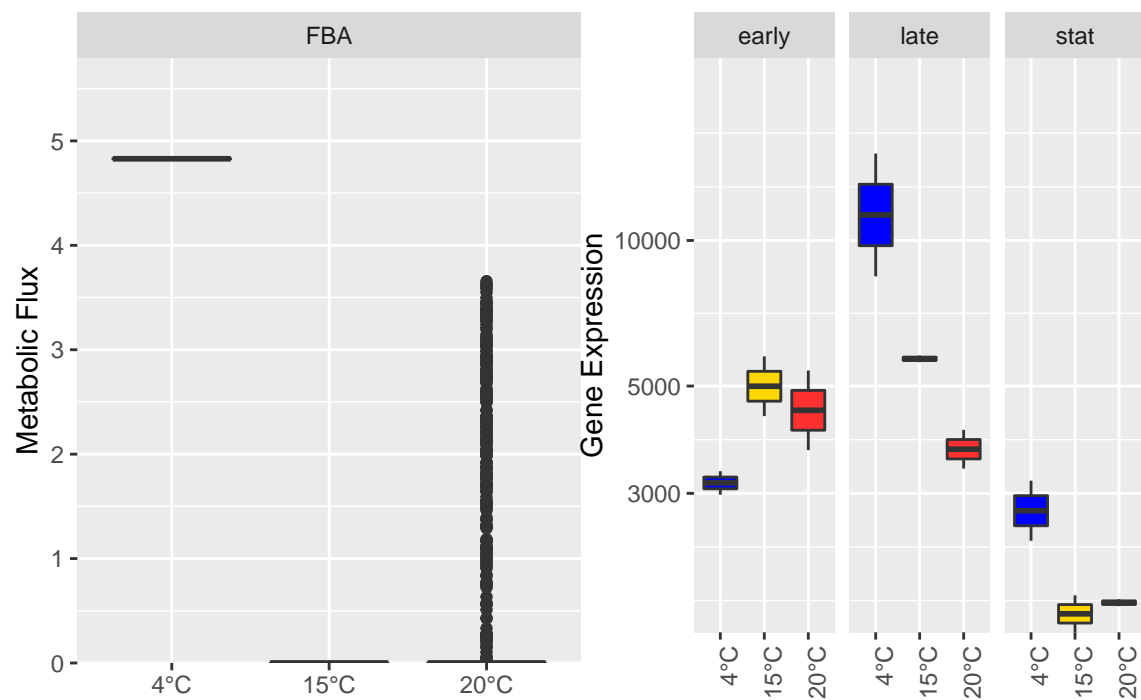 FBA
Metabolic Flux
5
4
3
2
1
0
4°C 15°C 20°C
early late stat
Gene Expression
10000
5000
3000
4°C 15°C 20°C 4°C 15°C 20°C 4°C 15°C 20°C